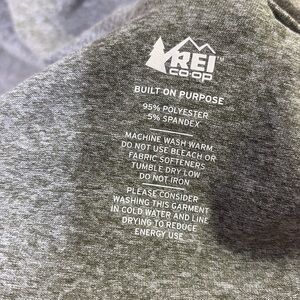 REI
CO·OP
BUILT ON PURPOSE
95% POLYESTER
5% SPANDEX
MACHINE WASH WARM
DO NOT USE BLEACH OR
FABRIC SOFTENERS
TUMBLE DRY LOW
DO NOT IRON
PLEASE CONSIDER
WASHING THIS GARMENT
IN COLD WATER AND LINE
DRYING TO REDUCE
ENERGY USE